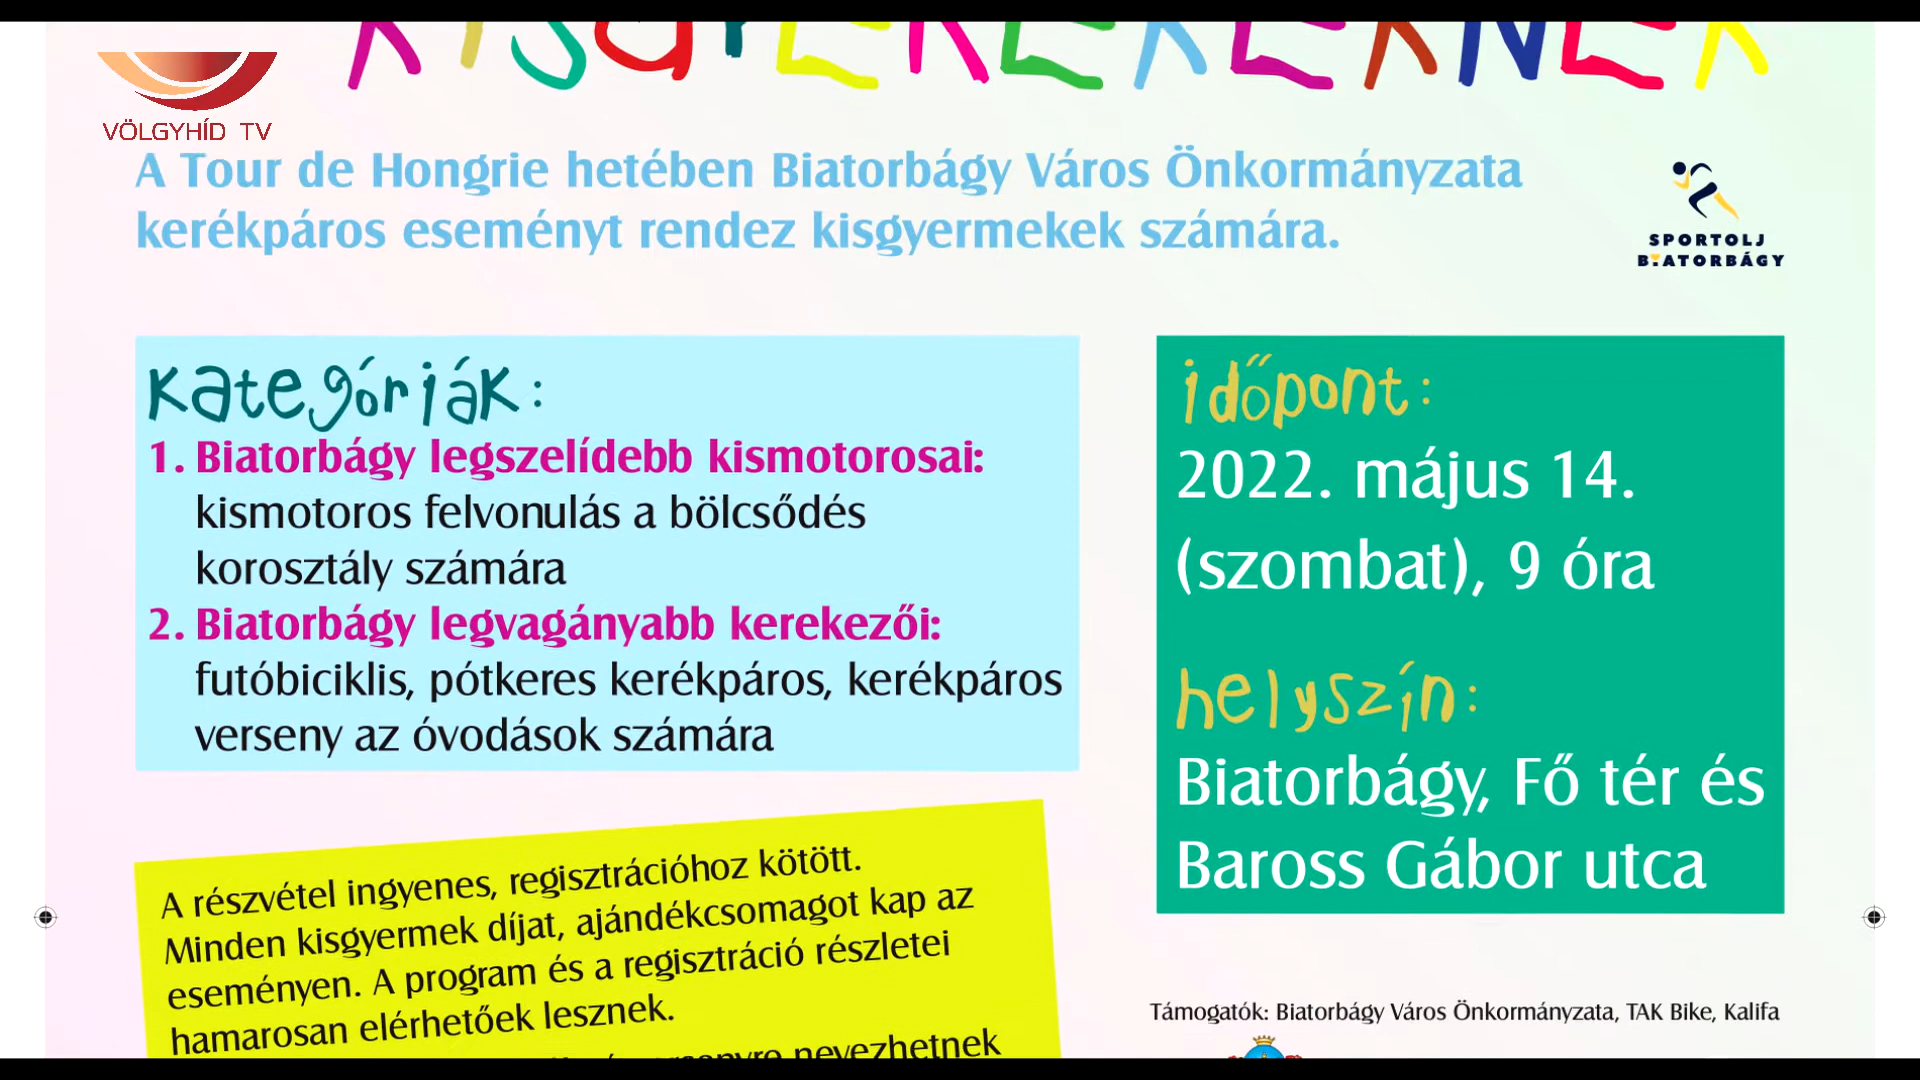 KISGYEREKEKNEK
VÖLGYHÍD TV
A Tour de Hongrie hetében Biatorbágy Város Önkormányzata
kerékpáros eseményt rendez kisgyermekek számára.
SPORTOLJ
BIATORBÁGY
Kategóriák:
1. Biatorbágy legszelídebb kismotorosai:
kismotoros felvonulás a bölcsődés
korosztály számára
2. Biatorbágy legvagányabb kerekezői:
futóbiciklis, pótkeres kerékpáros, kerékpáros
verseny az óvodások számára
időpont:
2022. május 14.
(szombat), 9 óra
helyszín:
Biatorbágy, Fő tér és
Baross Gábor utca
A részvétel ingyenes, regisztrációhoz kötött.
Minden kisgyermek díjat, ajándékcsomagot kap az
eseményen. A program és a regisztráció részletei
hamarosan elérhetőek lesznek.
nevezhetnek
Támogatók: Biatorbágy Város Önkormányzata, TAK Bike, Kalifa